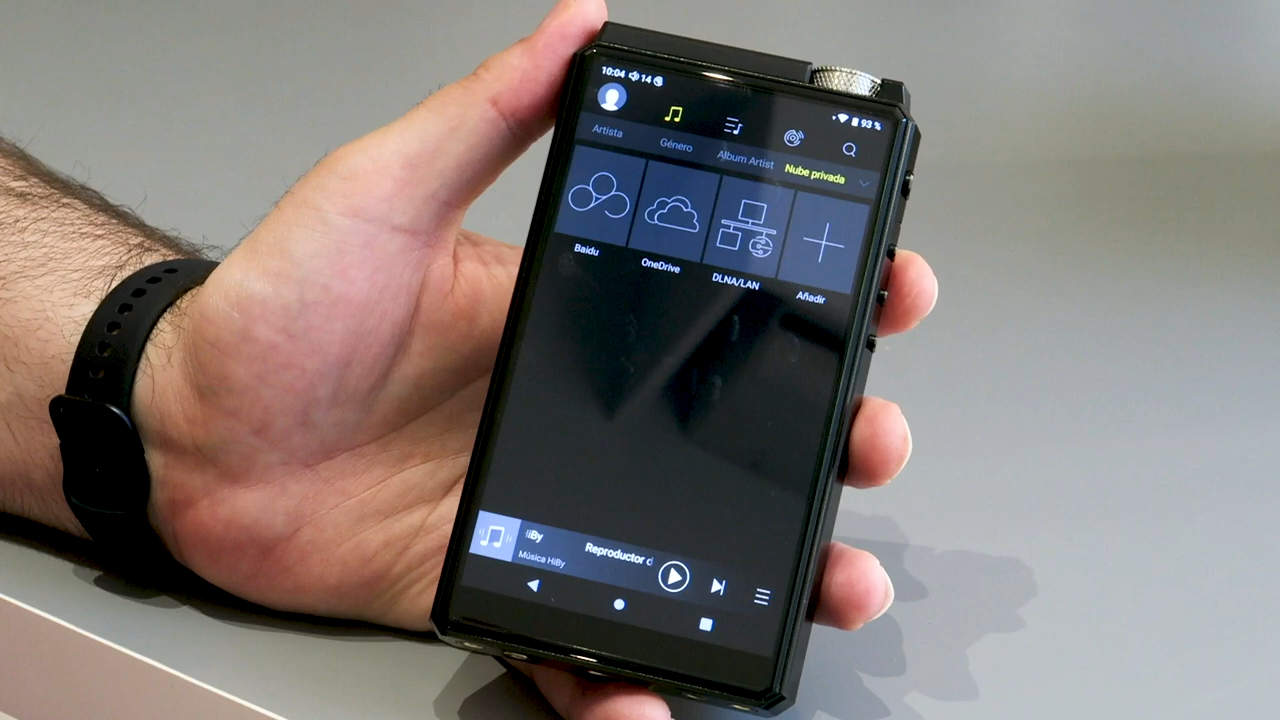 10:04 14
93 %
Artista Género Album Artist Nube privada
Baidu OneDrive DLNA/LAN Añadir
HiBy Reproductor d
Música HiBy